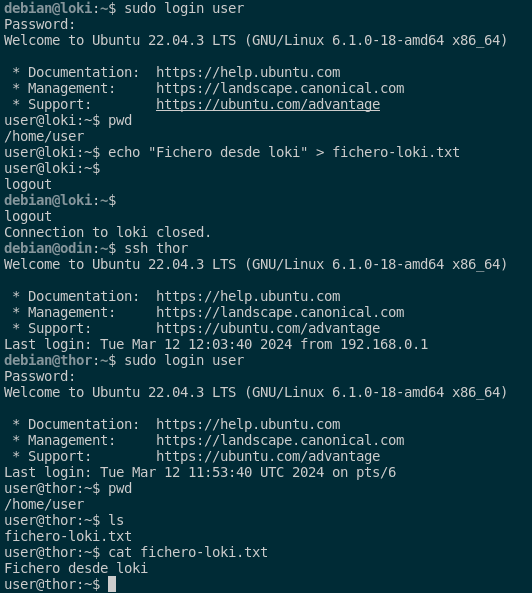 debian@loki:~$ sudo login user
Password:
Welcome to Ubuntu 22.04.3 LTS (GNU/Linux 6.1.0-18-amd64 x86_64)

 * Documentation:  https://help.ubuntu.com
 * Management:     https://landscape.canonical.com
 * Support:        https://ubuntu.com/advantage
user@loki:~$ pwd
/home/user
user@loki:~$ echo "Fichero desde loki" > fichero-loki.txt
user@loki:~$
logout
debian@loki:~$
logout
Connection to loki closed.
debian@odin:~$ ssh thor
Welcome to Ubuntu 22.04.3 LTS (GNU/Linux 6.1.0-18-amd64 x86_64)

 * Documentation:  https://help.ubuntu.com
 * Management:     https://landscape.canonical.com
 * Support:        https://ubuntu.com/advantage
Last login: Tue Mar 12 12:03:40 2024 from 192.168.0.1
debian@thor:~$ sudo login user
Password:
Welcome to Ubuntu 22.04.3 LTS (GNU/Linux 6.1.0-18-amd64 x86_64)

 * Documentation:  https://help.ubuntu.com
 * Management:     https://landscape.canonical.com
 * Support:        https://ubuntu.com/advantage
Last login: Tue Mar 12 11:53:40 UTC 2024 on pts/6
user@thor:~$ pwd
/home/user
user@thor:~$ ls
fichero-loki.txt
user@thor:~$ cat fichero-loki.txt
Fichero desde loki
user@thor:~$